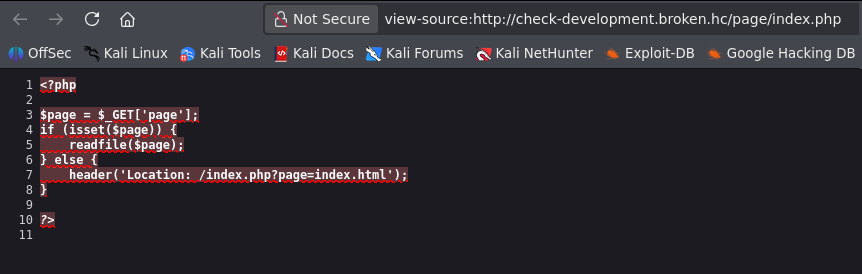 Not Secure view-source:http://check-development.broken.hc/page/index.php
OffSec Kali Linux Kali Tools Kali Docs Kali Forums Kali NetHunter Exploit-DB Google Hacking DB
1 <?php
2
3 $page = $_GET['page'];
4 if (isset($page)) {
5     readfile($page);
6 } else {
7     header('Location: /index.php?page=index.html');
8 }
9
10 ?>
11